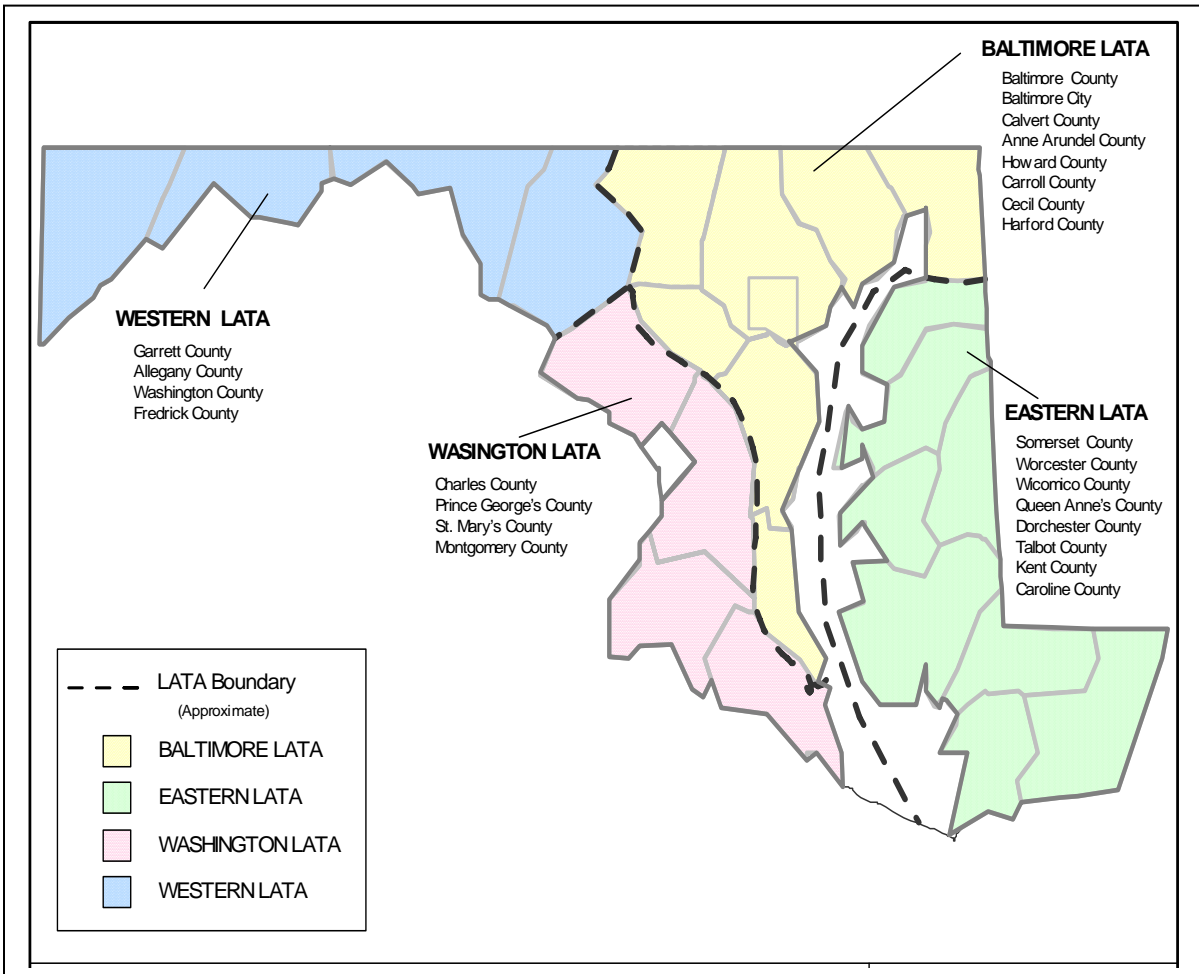 BALTIMORE LATA
Baltimore County
Baltimore City
Calvert County
Anne Arundel County
Howard County
Carroll County
Cecil County
Harford County
WESTERN LATA
Garrett County
Allegany County
Washington County
Fredrick County
WASINGTON LATA
Charles County
Prince George's County
St. Mary's County
Montgomery County
EASTERN LATA
Somerset County
Worcester County
Wicomico County
Queen Anne's County
Dorchester County
Talbot County
Kent County
Caroline County
LATA Boundary
(Approximate)
BALTIMORE LATA
EASTERN LATA
WASHINGTON LATA
WESTERN LATA